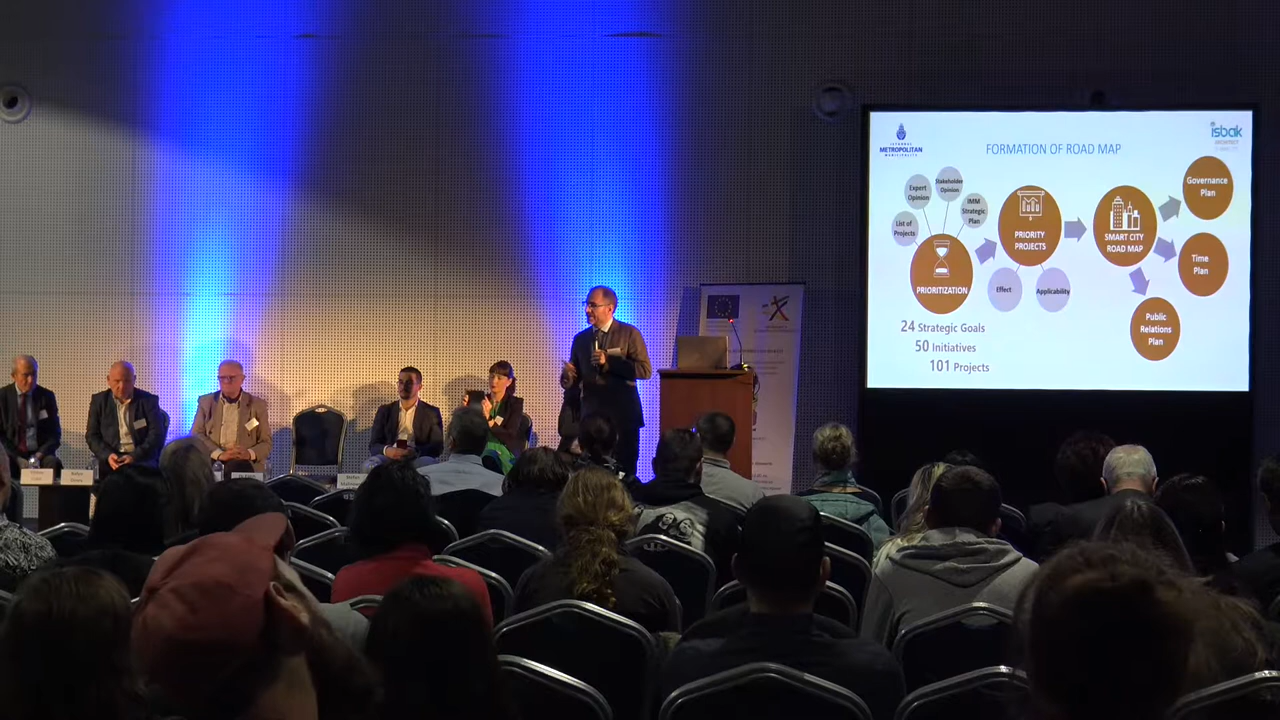 ISTANBUL
METROPOLITAN
MUNICIPALITY
isbak
FORMATION OF ROAD MAP
Expert
Opinion
Stakeholder
Opinion
IMM
Strategic
Plan
List of
Projects
PRIORITIZATION
PRIORITY
PROJECTS
Effect
Applicability
SMART CITY
ROAD MAP
Governance
Plan
Time
Plan
Public
Relations
Plan
24 Strategic Goals
50 Initiatives
101 Projects